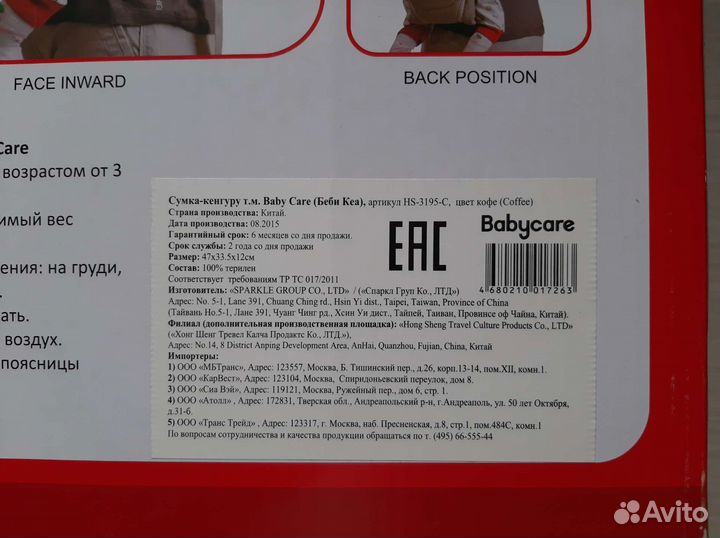 FACE INWARD
BACK POSITION
Care
возрастом от 3
имый вес
ения: на груди,
ать.
воздух.
поясницы
Сумка-кенгуру т.м. Baby Care (Беби Кеа), артикул HS-3195-C, цвет кофе (Coffee)
Страна производства: Китай.
Дата производства: 08.2015
Гарантийный срок: 6 месяцев со дня продажи.
Срок службы: 2 года со дня продажи
Размер: 47х33.5х12см
Состав: 100% терилен
Соответствует требованиям ТР ТС 017/2011
EAC
Babycare
4 680210 017263
Изготовитель: «SPARKLE GROUP CO., LTD» / («Спаркл Груп Ко., ЛТД»)
Адрес: No. 5-1, Lane 391, Chuang Ching rd., Hsin Yi dist., Taipei, Taiwan, Province of China
(Тайвань Но.5-1, Лане 391, Чуанг Чинг рд., Хсин Уи дист., Тайпей, Таиван, Провинсе оф Чайна, Китай).
Филиал (дополнительная производственная площадка): «Hong Sheng Travel Culture Products Co., LTD»
(«Хонг Шенг Тревел Калча Продактс Ко., ЛТД.»),
Адрес: No.14, 8 District Anping Development Area, AnHai, Quanzhou, Fujian, China, Китай
Импортеры:
1) ООО «МБТранс», Адрес: 123557, Москва, Б. Тишинский пер., д.26, корп.13-14, пом.XII, комн.1.
2) ООО «КарВест», Адрес: 123104, Москва, Спиридоньевский переулок, дом 8.
3) ООО «Сиа Вэй», Адрес: 119121, Москва, Ружейный пер., дом 6, стр. 1.
4) ООО «Атолл» , Адрес: 172831, Тверская обл., Андреапольский р-н, г.Андреаполь, ул. 50 лет Октября,
д.31-б.
5) ООО «Транс Трейд» , Адрес: 123317, г. Москва, наб. Пресненская, д.8, стр.1, пом.484С, комн.1
По вопросам сотрудничества и качества продукции обращаться по т. (495) 66-555-44
Avito